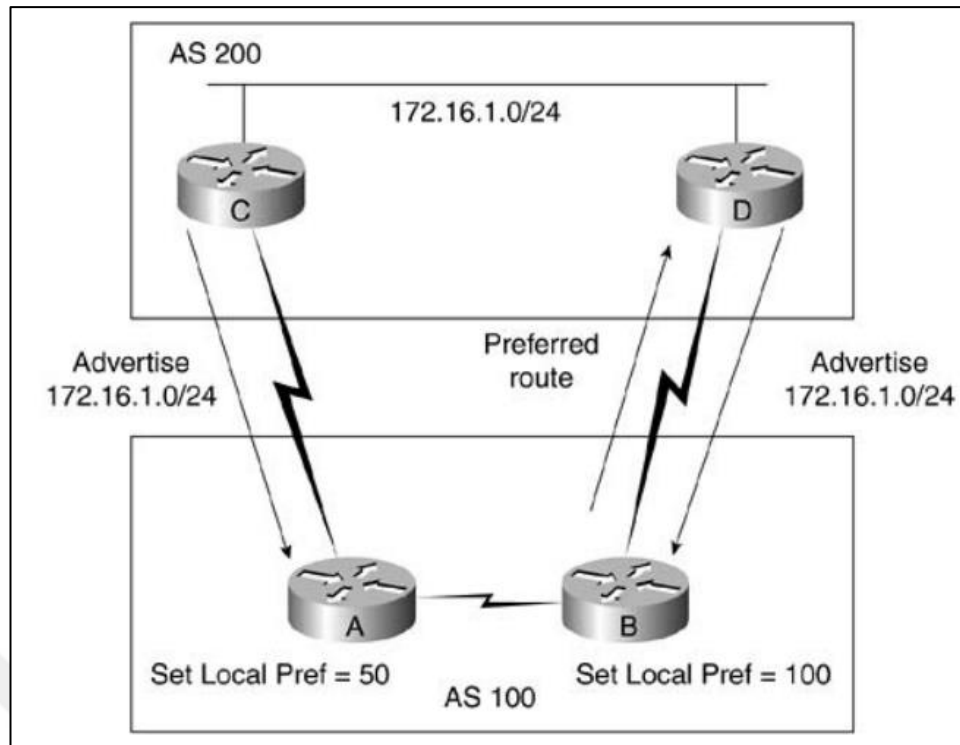 AS 200
172.16.1.0/24
C
D
Advertise
172.16.1.0/24
Preferred
route
Advertise
172.16.1.0/24
A
B
Set Local Pref = 50
Set Local Pref = 100
AS 100